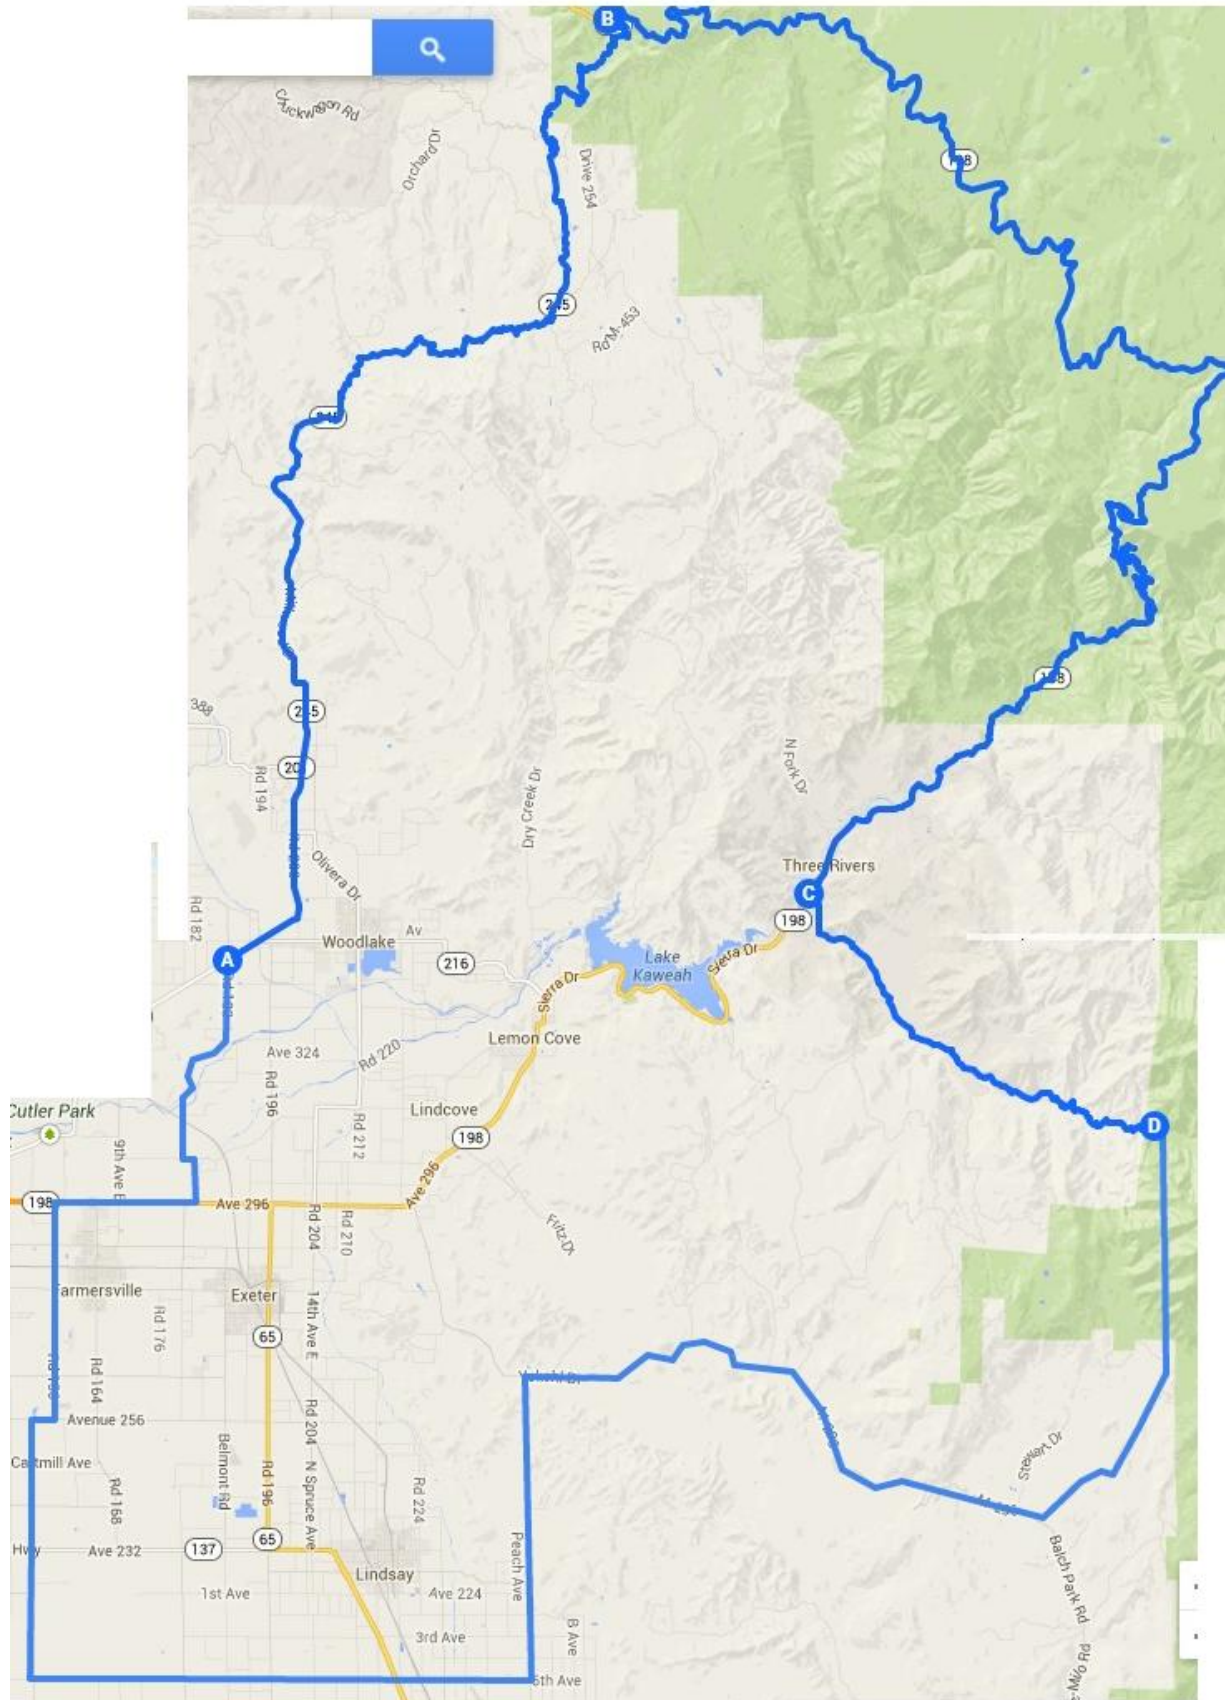 B
Chuckwagon Rd
Orchard Dr
Drive 254
198
245
Rd M-453
245
198
388
245
201
Rd 194
Dry Creek Dr
N Fork Dr
Olivera Dr
Three Rivers
C
198
Rd 182
Woodlake
Av
A
216
Lake
Kaweah
Sierra Dr
Sierra Dr
Lemon Cove
Ave 324
Rd 220
Rd 196
Cutler Park
Lindcove
D
198
9th Ave E
Rd 212
198
Ave 296
Ave 296
Rd 204
Rd 210
Fritz Dr
Farmersville
Exeter
14th Ave E
Rd 176
65
Rd 164
Yokohl Dr
Avenue 256
Rd 204
Cartmill Ave
Belmont Rd
Rd 196
N Spruce Ave
Rd 224
Stewart Dr
Rd 168
Hwy
Ave 232
137
65
Peach Ave
Lindsay
Balch Park Rd
1st Ave
Ave 224
B Ave
3rd Ave
6th Ave